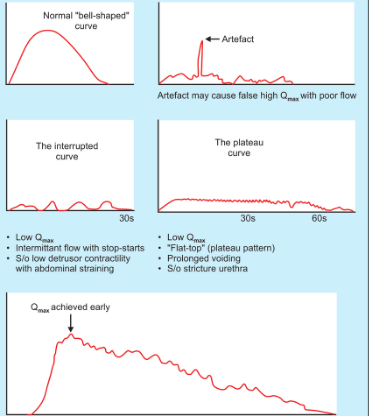 Normal "bell-shaped"
curve
Artefact
Artefact may cause false high Qmax with poor flow
The interrupted
curve
30s
The plateau
curve
30s
60s
• Low Qmax
• Intermittant flow with stop-starts
• S/o low detrusor contractility
with abdominal straining
• Low Qmax
• "Flat-top" (plateau pattern)
• Prolonged voiding
• S/o stricture urethra
Qmax achieved early